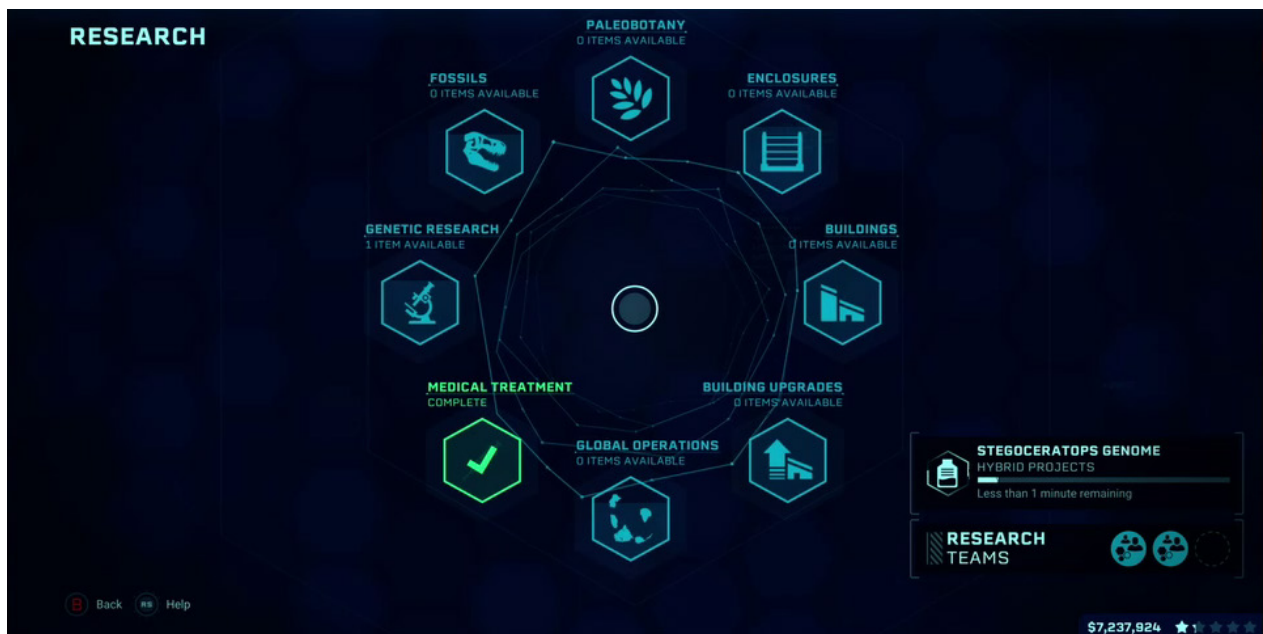 RESEARCH
PALEOBOTANY
0 ITEMS AVAILABLE
FOSSILS
0 ITEMS AVAILABLE
ENCLOSURES
0 ITEMS AVAILABLE
GENETIC RESEARCH
1 ITEM AVAILABLE
BUILDINGS
0 ITEMS AVAILABLE
MEDICAL TREATMENT
COMPLETE
BUILDING UPGRADES
0 ITEMS AVAILABLE
GLOBAL OPERATIONS
0 ITEMS AVAILABLE
STEGOCERATOPS GENOME
HYBRID PROJECTS
Less than 1 minute remaining
RESEARCH
TEAMS
B Back RS Help
$7,237,924